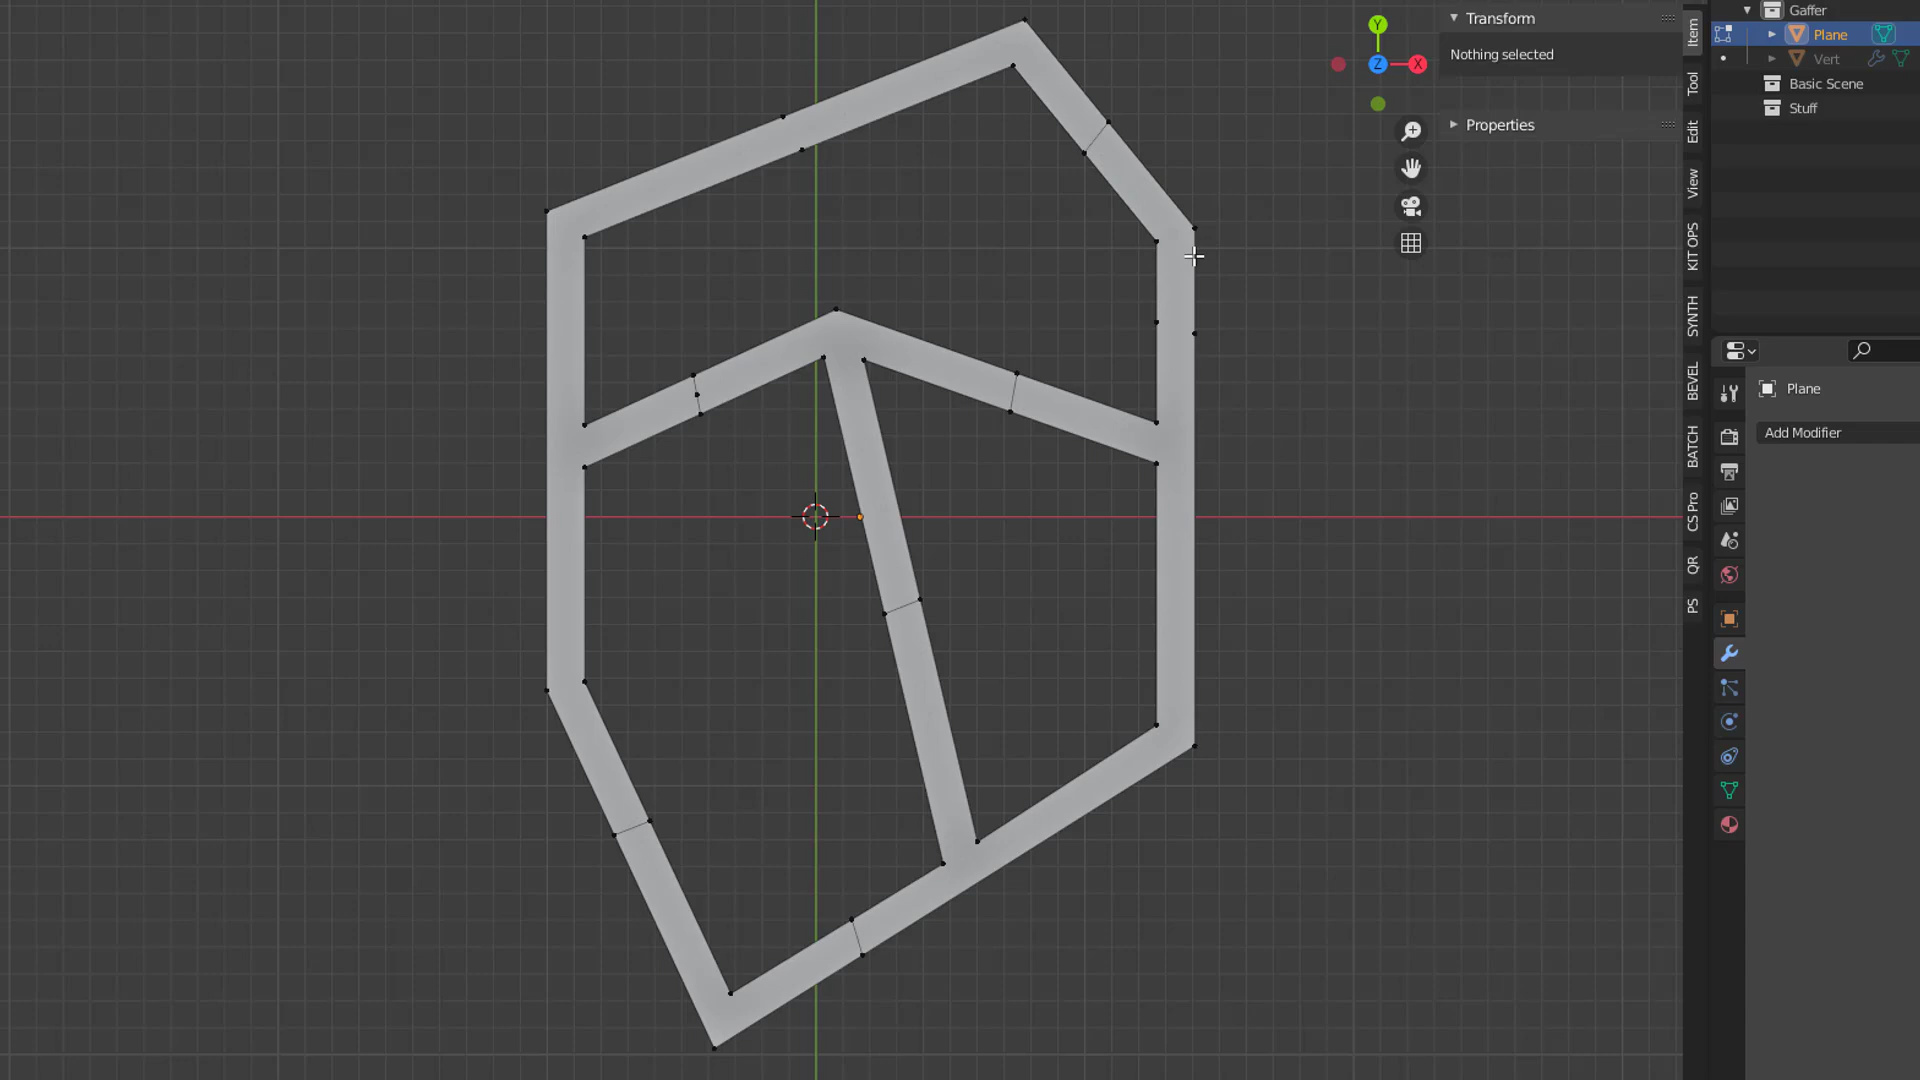 Y
X
Z
Transform
Nothing selected
Properties
Item
Tool
Edit
View
KIT OPS
SYNTH
BEVEL
BATCH
CS Pro
QR
PS
Gaffer
Plane
Vert
Basic Scene
Stuff
Plane
Add Modifier